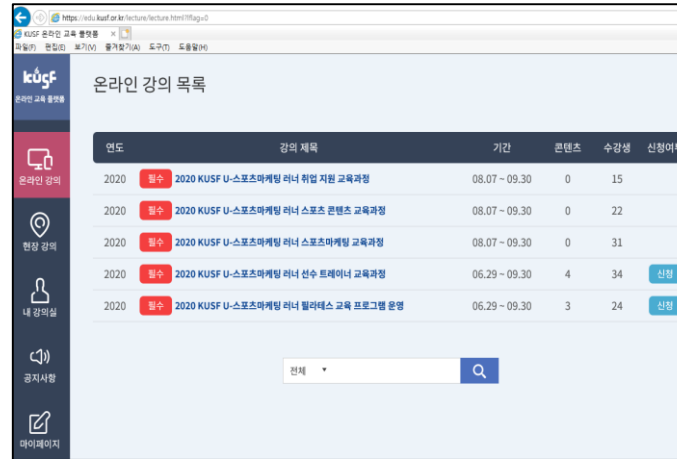 https://edu.kusf.or.kr/lecture/lecture.html?flag=0
KUSF 온라인 교육 플랫폼
파일(F) 편집(E) 보기(V) 즐겨찾기(A) 도구(T) 도움말(H)
kusf
온라인 교육 플랫폼
온라인 강의
현장 강의
내 강의실
공지사항
마이페이지
온라인 강의 목록
연도 강의 제목 기간 콘텐츠 수강생 신청여부
2020 필수 2020 KUSF U-스포츠마케팅 러너 취업 지원 교육과정 08.07 ~ 09.30 0 15
2020 필수 2020 KUSF U-스포츠마케팅 러너 스포츠 콘텐츠 교육과정 08.07 ~ 09.30 0 22
2020 필수 2020 KUSF U-스포츠마케팅 러너 스포츠마케팅 교육과정 08.07 ~ 09.30 0 31
2020 필수 2020 KUSF U-스포츠마케팅 러너 선수 트레이너 교육과정 06.29 ~ 09.30 4 34 신청
2020 필수 2020 KUSF U-스포츠마케팅 러너 필라테스 교육 프로그램 운영 06.29 ~ 09.30 3 24 신청
전체